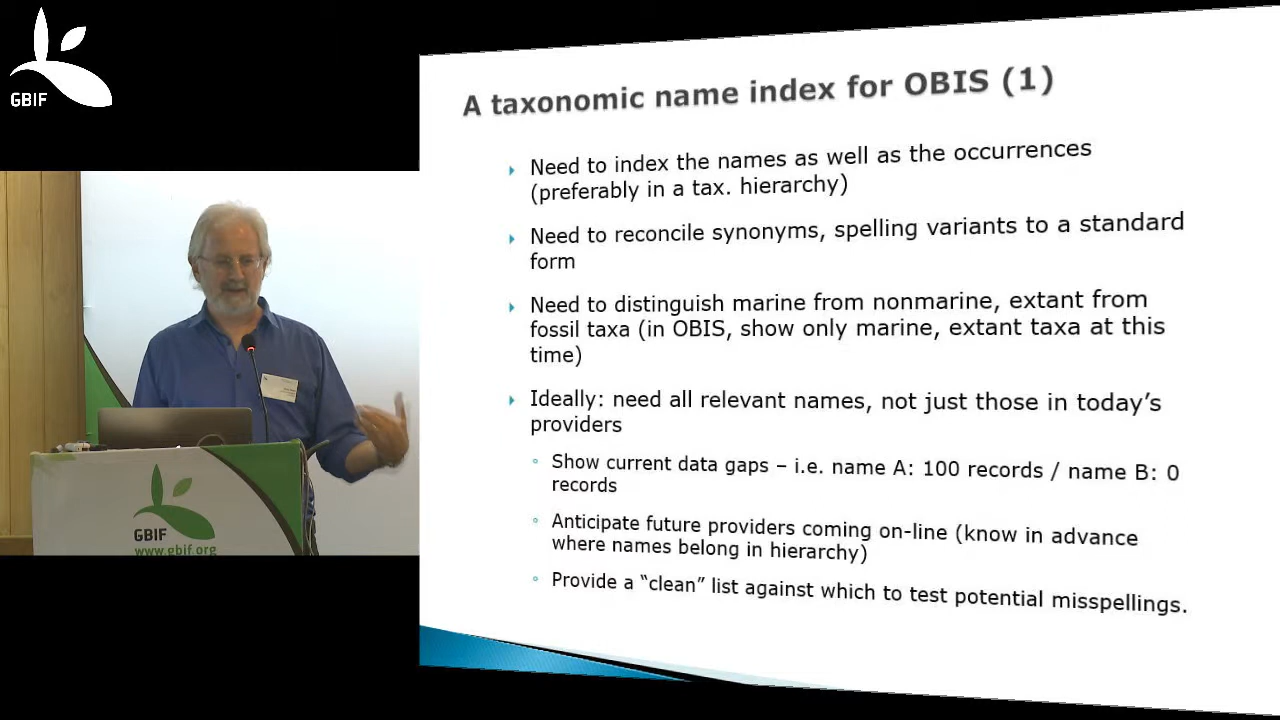 GBIF
A taxonomic name index for OBIS (1)
Need to index the names as well as the occurrences
(preferably in a tax. hierarchy)
Need to reconcile synonyms, spelling variants to a standard
form
Need to distinguish marine from nonmarine, extant from
fossil taxa (in OBIS, show only marine, extant taxa at this
time)
Ideally: need all relevant names, not just those in today's
providers
Show current data gaps – i.e. name A: 100 records / name B: 0
records
Anticipate future providers coming on-line (know in advance
where names belong in hierarchy)
Provide a “clean” list against which to test potential misspellings.
GBIF
www.gbif.org